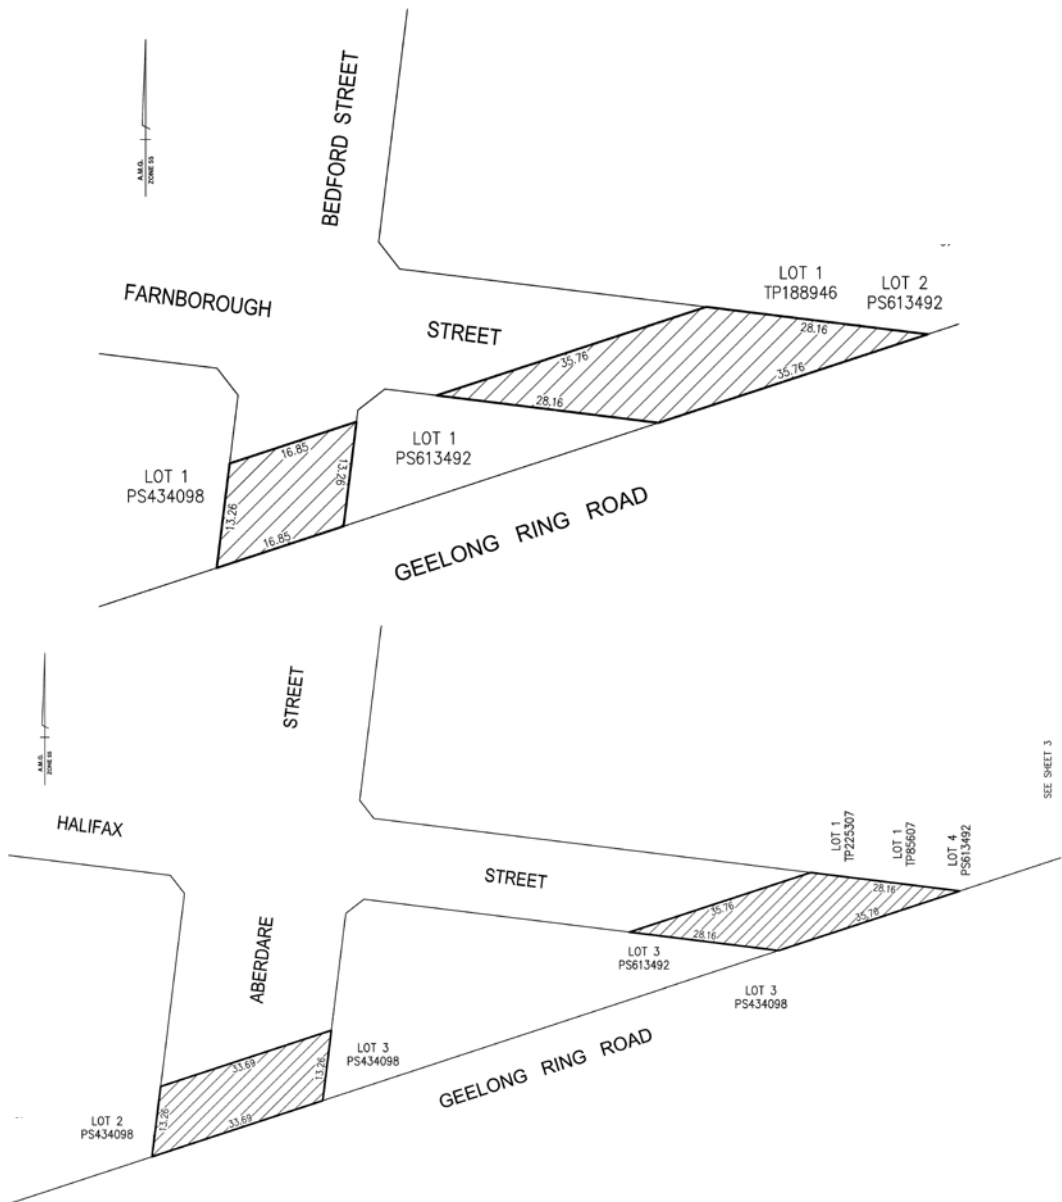 BEDFORD STREET
A.M.G.
ZONE 55
FARNBOROUGH
STREET
LOT 1
TP188946
LOT 2
PS613492
28.16
35.76
35.76
28.16
16.85
13.26
LOT 1
PS613492
LOT 1
PS434098
13.26
16.85
GEELONG RING ROAD
STREET
A.M.G.
ZONE 55
SEE SHEET 3
HALIFAX
LOT 1
TP225307
LOT 1
TP85607
LOT 4
PS613492
STREET
28.16
35.76
35.76
28.16
ABERDARE
LOT 3
PS613492
LOT 3
PS434098
33.69
13.26
LOT 3
PS434098
GEELONG RING ROAD
13.26
33.69
LOT 2
PS434098